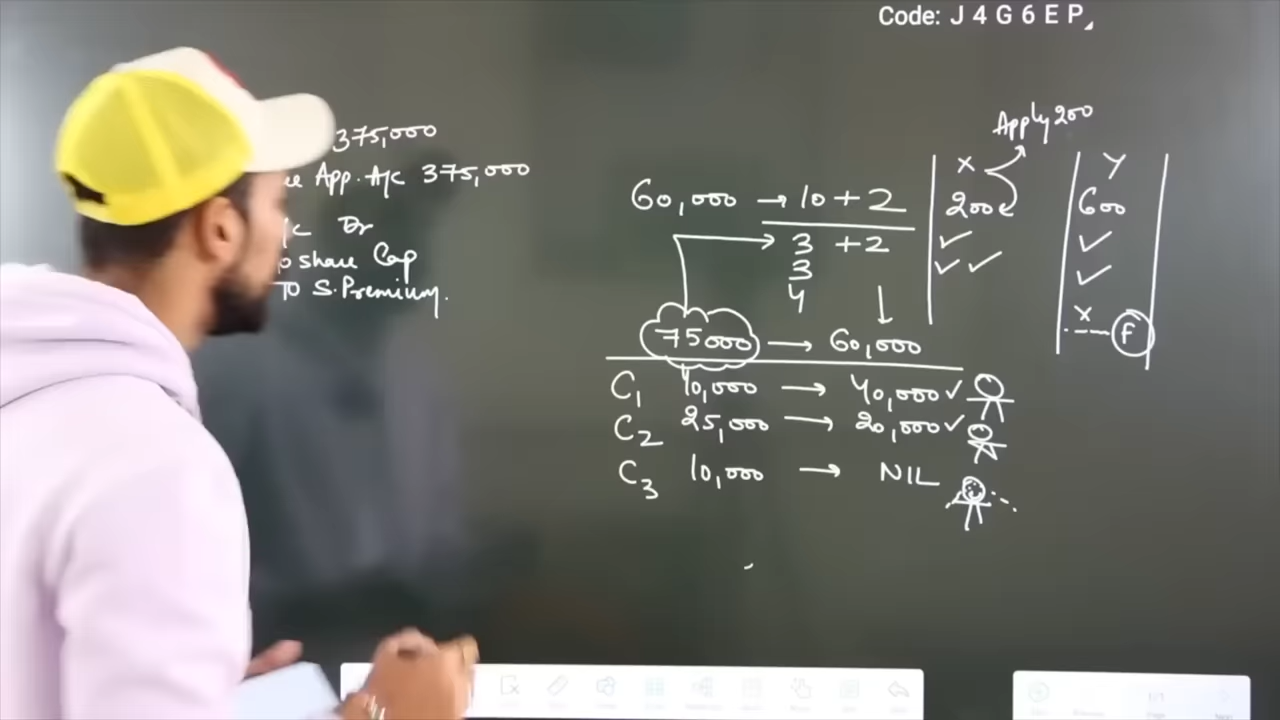 Code: J 4 G 6 E P
375,000
App. A/c 375,000
Dr
share Cap
To S.Premium.
60,000 → 10 + 2
3 + 2
3
4
75000 → 60,000
C1 40,000 → 40,000 ✓
C2 25,000 → 20,000 ✓
C3 10,000 → NIL
Apply 200
X
200
✓
✓ ✓
Y
600
✓
✓
x
F